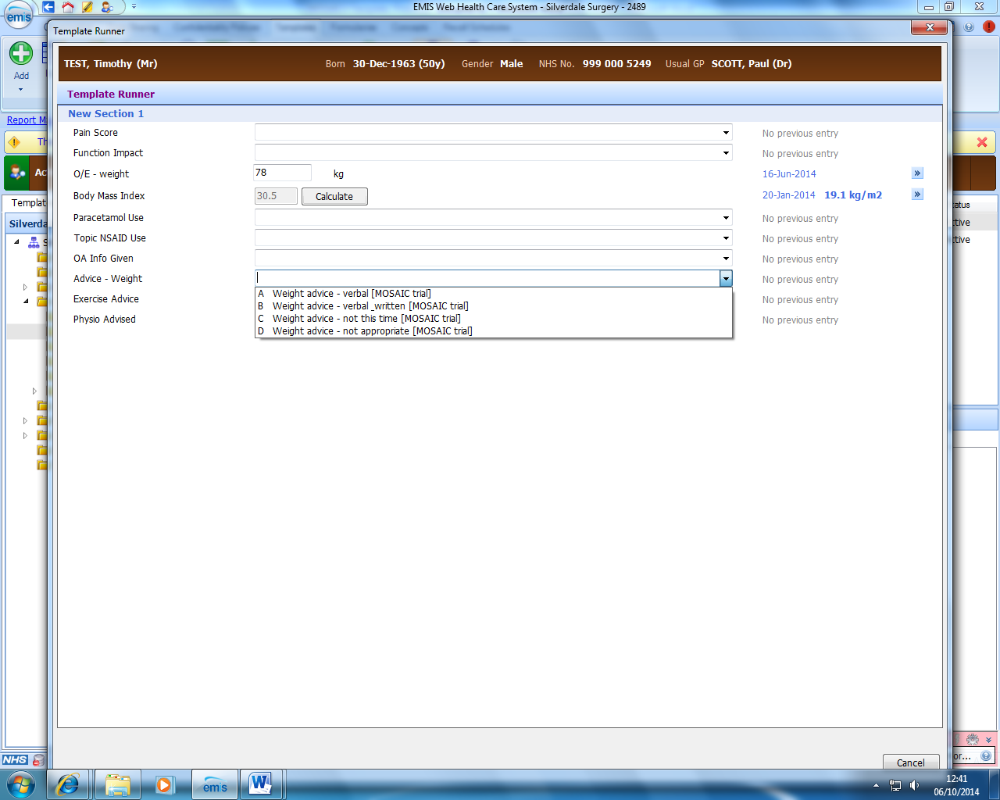 EMIS Web Health Care System - Silverdale Surgery - 2489
emis
Template Runner
Add
TEST, Timothy (Mr) Born 30-Dec-1963 (50y) Gender Male NHS No. 999 000 5249 Usual GP SCOTT, Paul (Dr)
Template Runner
New Section 1
Report M
Pain Score No previous entry
Th
Function Impact No previous entry
Ac
O/E - weight 78 kg 16-Jun-2014
Body Mass Index 30.5 Calculate 20-Jan-2014 19.1 kg/m2
Templat
atus
Paracetamol Use No previous entry
Silverda
ctive
Topic NSAID Use No previous entry
S
ctive
OA Info Given No previous entry
Advice - Weight No previous entry
A Weight advice - verbal [MOSAIC trial]
Exercise Advice No previous entry
B Weight advice - verbal _written [MOSAIC trial]
Physio Advised No previous entry
C Weight advice - not this time [MOSAIC trial]
D Weight advice - not appropriate [MOSAIC trial]
NHS
Cancel
or...
emis
W
12:41
06/10/2014